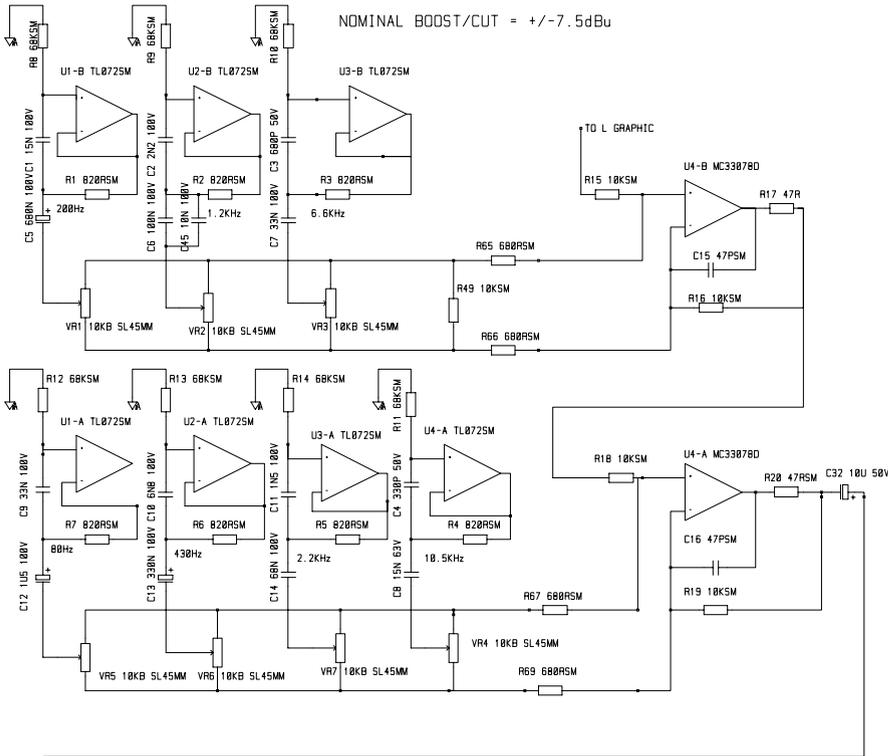 NOMINAL BOOST/CUT = +/-7.5dBu
R8 68KSM
R9 68KSM
R10 68KSM
U1-B TL072SM
U2-B TL072SM
U3-B TL072SM
C1 15N 100V
C2 2N2 100V
C3 680P 50V
TO L GRAPHIC
U4-B MC33078D
R1 820RSM
R2 820RSM
R3 820RSM
R15 10KSM
R17 47R
C5 680N 100V
200Hz
C6 100N 100V
C45 10N 100V
1.2KHz
C7 33N 100V
6.6KHz
R65 680RSM
C15 47PSM
R49 10KSM
R16 10KSM
VR1 10KB SL45MM
VR2 10KB SL45MM
VR3 10KB SL45MM
R66 680RSM
R12 68KSM
R13 68KSM
R14 68KSM
R11 68KSM
U1-A TL072SM
U2-A TL072SM
U3-A TL072SM
U4-A TL072SM
C9 33N 100V
C10 6N8 100V
C11 1N5 100V
C4 330P 50V
R18 10KSM
U4-A MC33078D
R20 47RSM
C32 10U 50V
R7 820RSM
R6 820RSM
R5 820RSM
R4 820RSM
80Hz
430Hz
2.2KHz
10.5KHz
C16 47PSM
C12 1U5 100V
C13 330N 100V
C14 68N 100V
C8 15N 63V
R67 680RSM
R19 10KSM
VR5 10KB SL45MM
VR6 10KB SL45MM
VR7 10KB SL45MM
VR4 10KB SL45MM
R69 680RSM